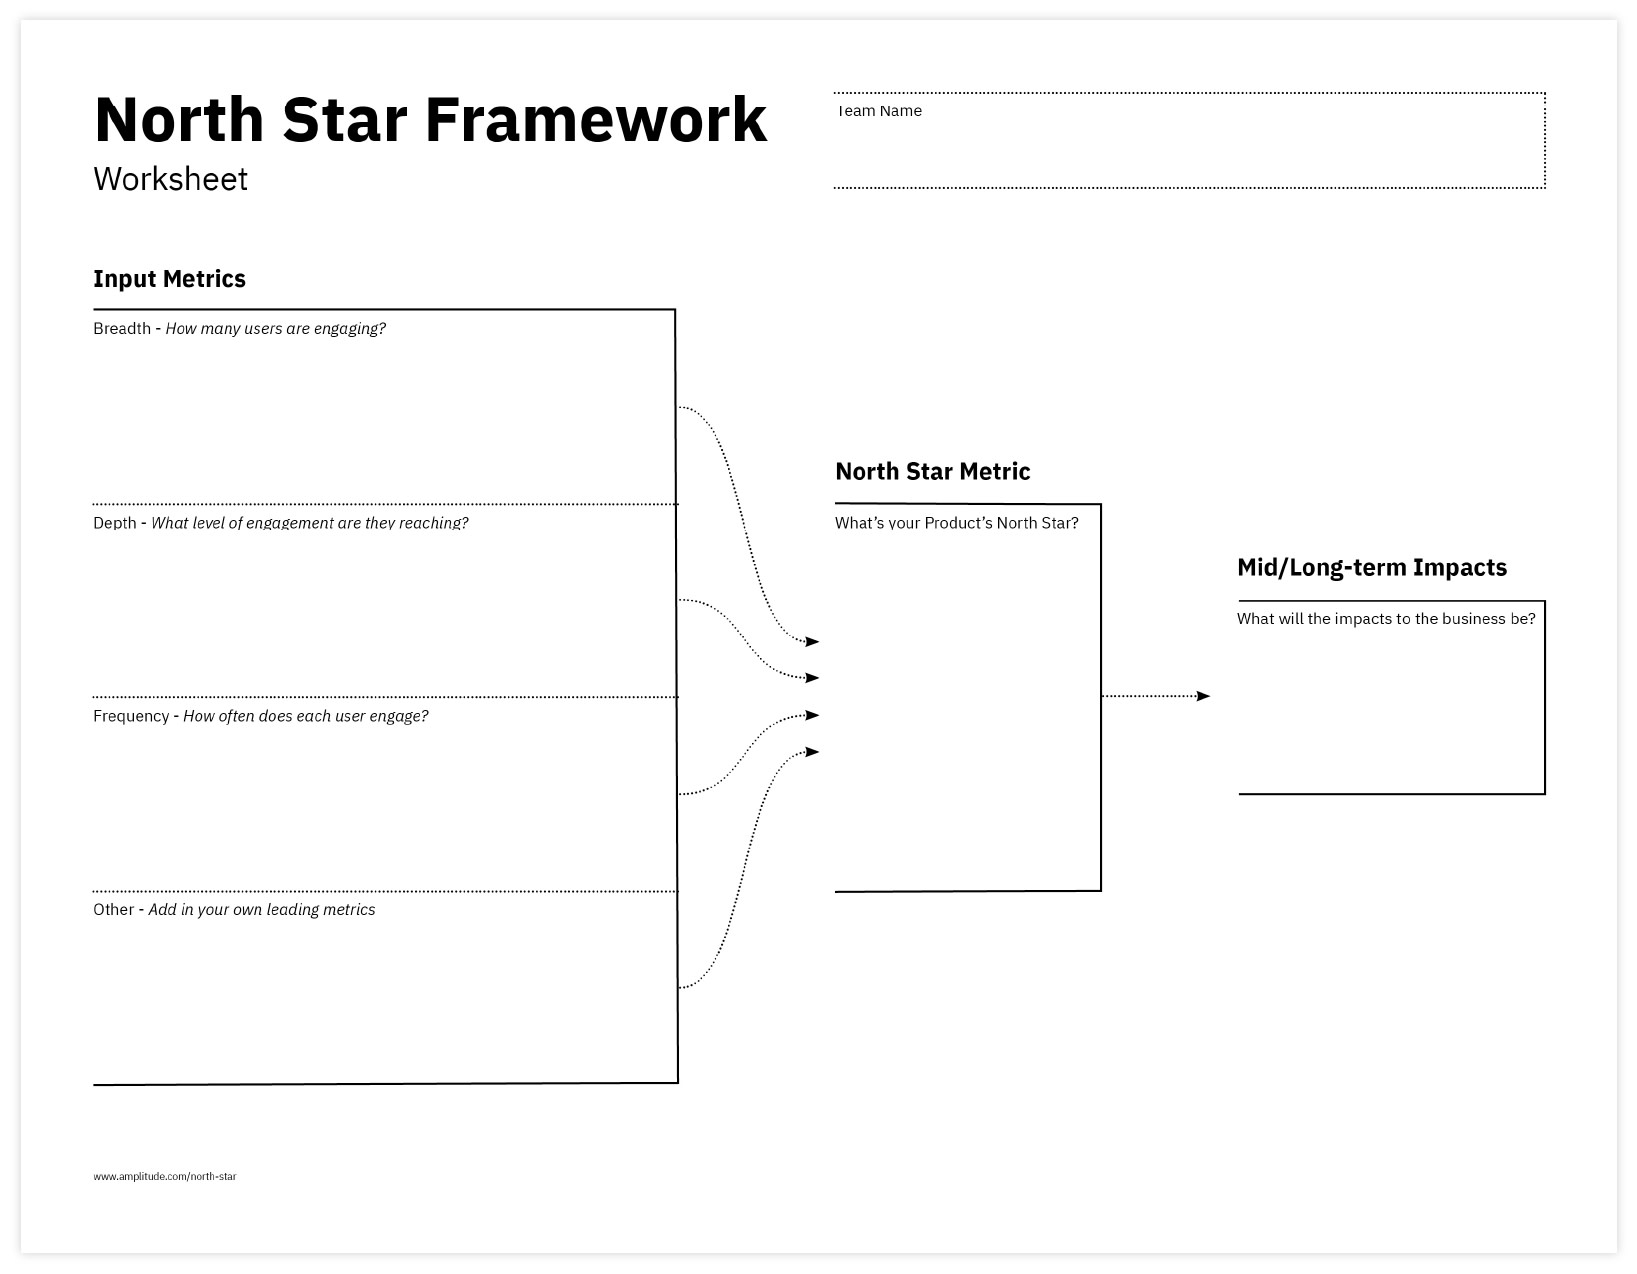 North Star Framework
Worksheet
Team Name
Input Metrics
Breadth - How many users are engaging?
Depth - What level of engagement are they reaching?
Frequency - How often does each user engage?
Other - Add in your own leading metrics
North Star Metric
What’s your Product’s North Star?
Mid/Long-term Impacts
What will the impacts to the business be?
www.amplitude.com/north-star